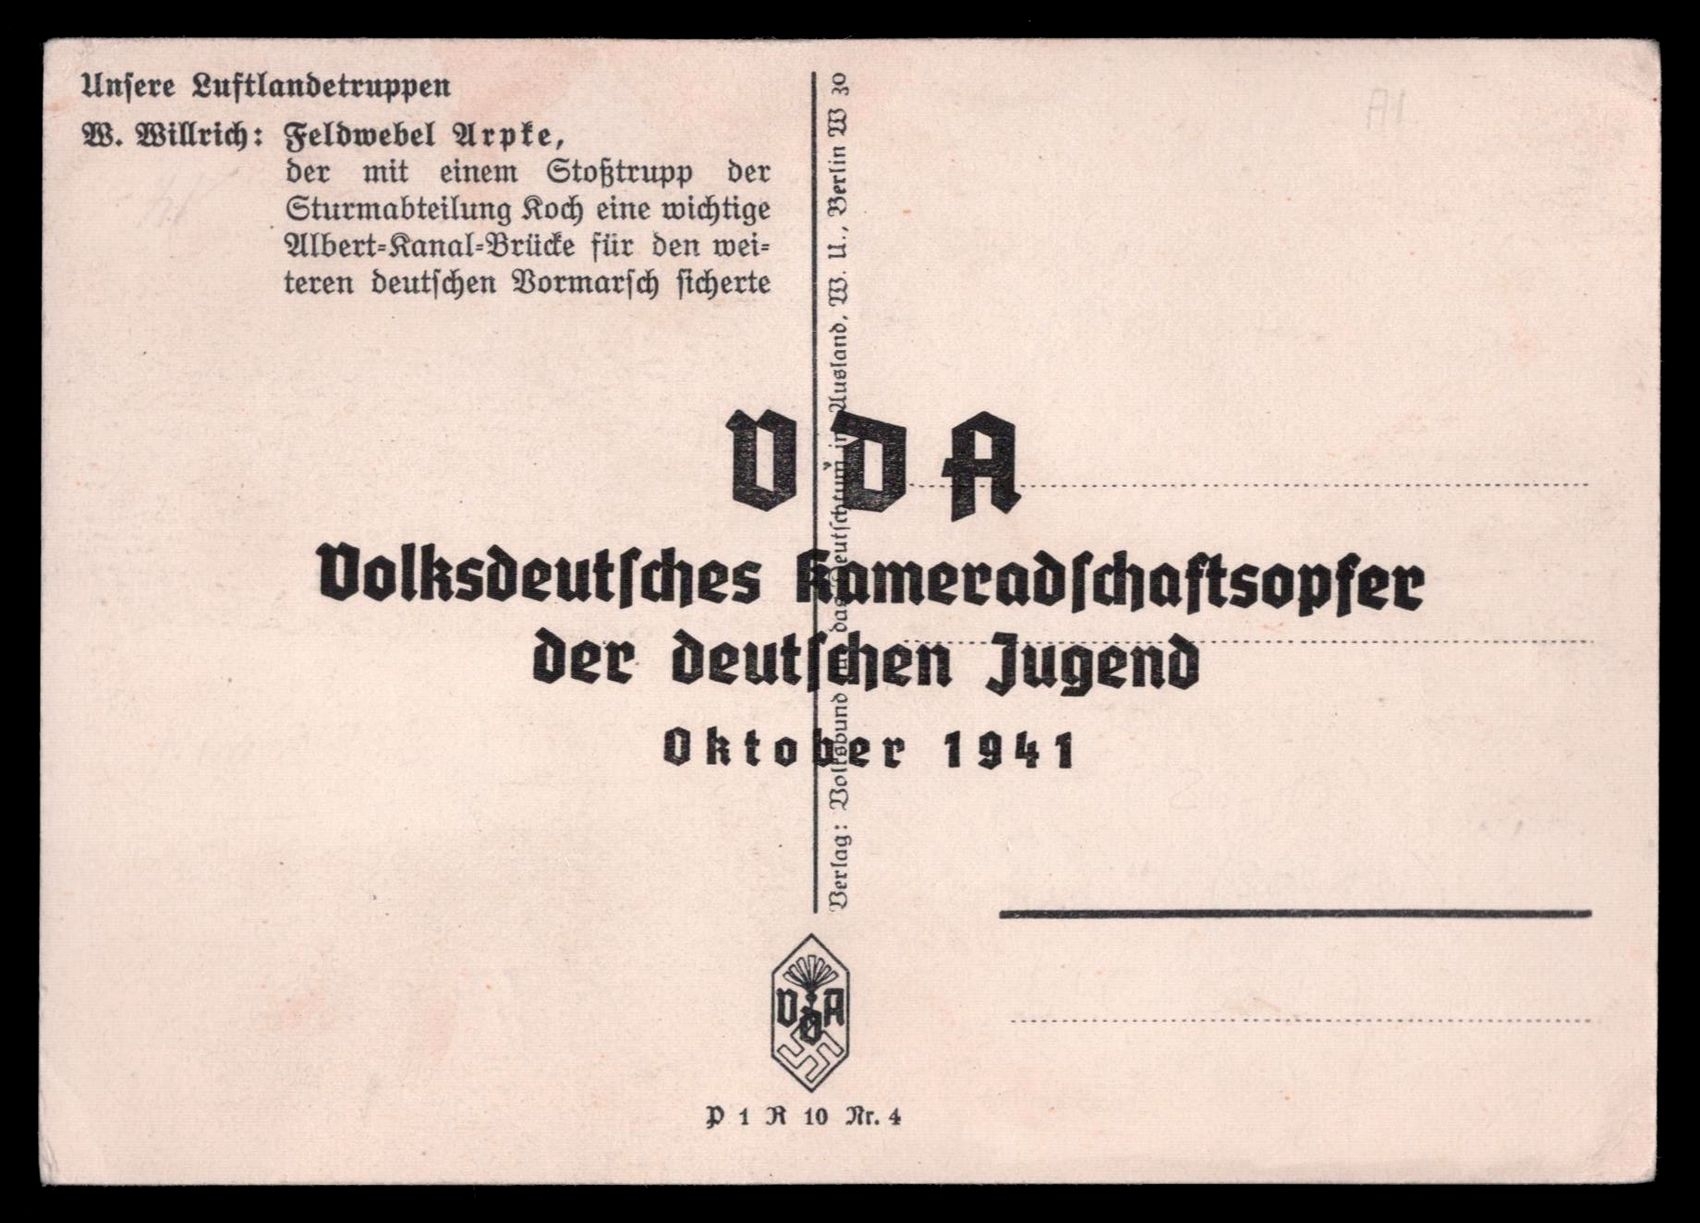 Unſere Luftlandetruppen
W. Willrich: Feldwebel Arpke,
der mit einem Stoßtrupp der
Sturmabteilung Koch eine wichtige
Albert-Kanal-Brücke für den wei-
teren deutſchen Vormarſch ſicherte
A1
Verlag: Volksbund für das Deutſchtum im Ausland, W. U., Berlin W 30
VDA
Volksdeutſches Kameradſchaftsopfer
der deutſchen Jugend
Oktober 1941
VDA
P 1 R 10 Nr. 4